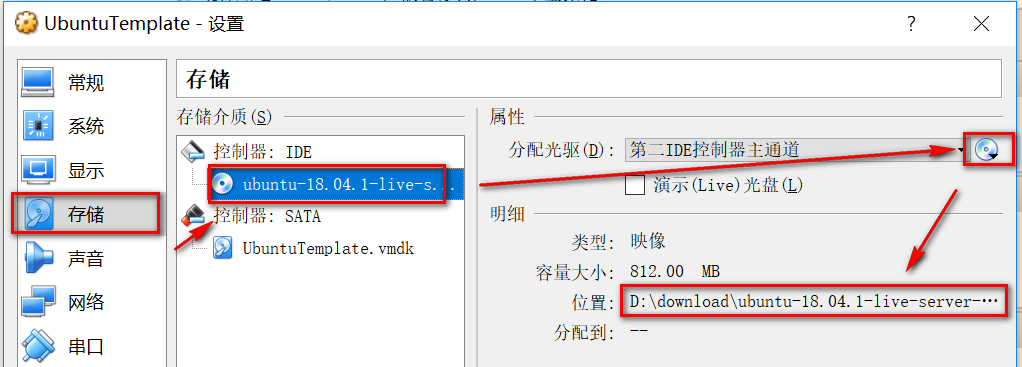 UbuntuTemplate - 设置
?
常规
系统
显示
存储
声音
网络
串口
存储
存储介质(S)
控制器: IDE
ubuntu-18.04.1-live-s...
控制器: SATA
UbuntuTemplate.vmdk
属性
分配光驱(D): 第二IDE控制器主通道
演示(Live)光盘(L)
明细
类型: 映像
容量大小: 812.00 MB
位置: D:\download\ubuntu-18.04.1-live-server-…
分配到: --